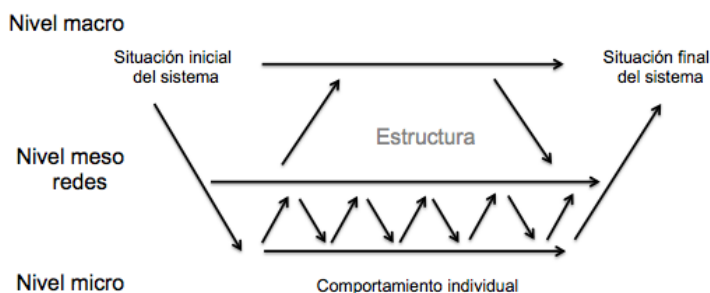 Nivel macro
Situación inicial
del sistema
Situación final
del sistema
Estructura
Nivel meso
redes
Nivel micro
Comportamiento individual